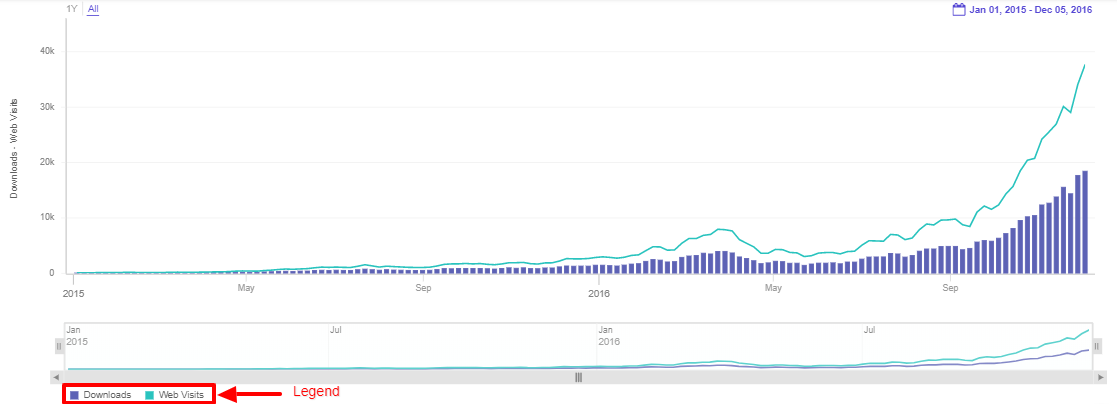 1Y All
Jan 01, 2015 - Dec 05, 2016
Downloads - Web Visits
40k
30k
20k
10k
0
2015 May Sep 2016 May Sep
Jan Jul Jan Jul
2015 2016
Downloads Web Visits
Legend